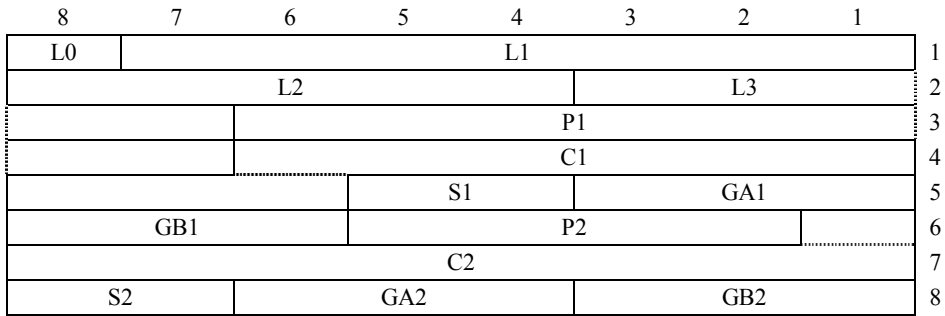 8 7 6 5 4 3 2 1
L0 L1 1
L2 L3 2
P1 3
C1 4
S1 GA1 5
GB1 P2 6
C2 7
S2 GA2 GB2 8